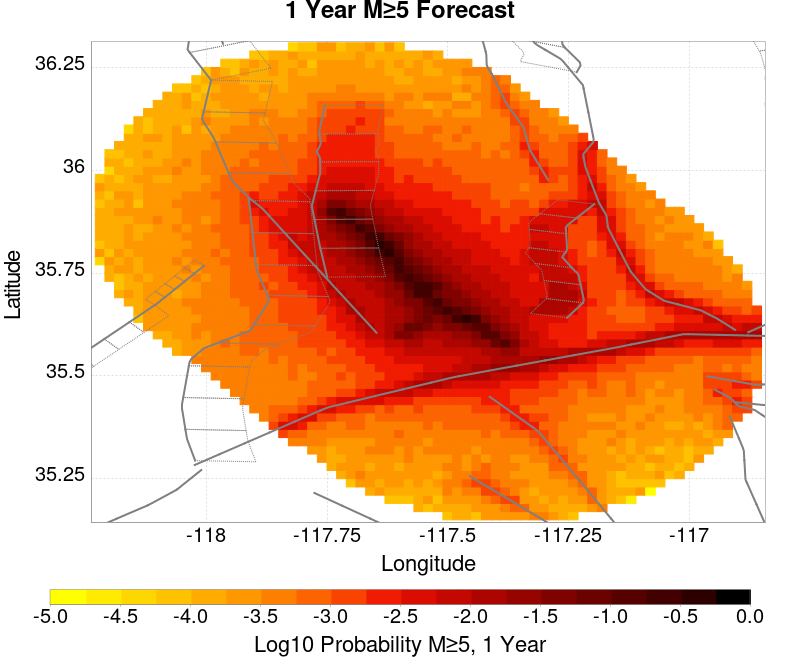 1 Year M≥5 Forecast
36.25
36
35.75
35.5
35.25
Latitude
-118 -117.75 -117.5 -117.25 -117
Longitude
-5.0 -4.5 -4.0 -3.5 -3.0 -2.5 -2.0 -1.5 -1.0 -0.5 0.0
Log10 Probability M≥5, 1 Year